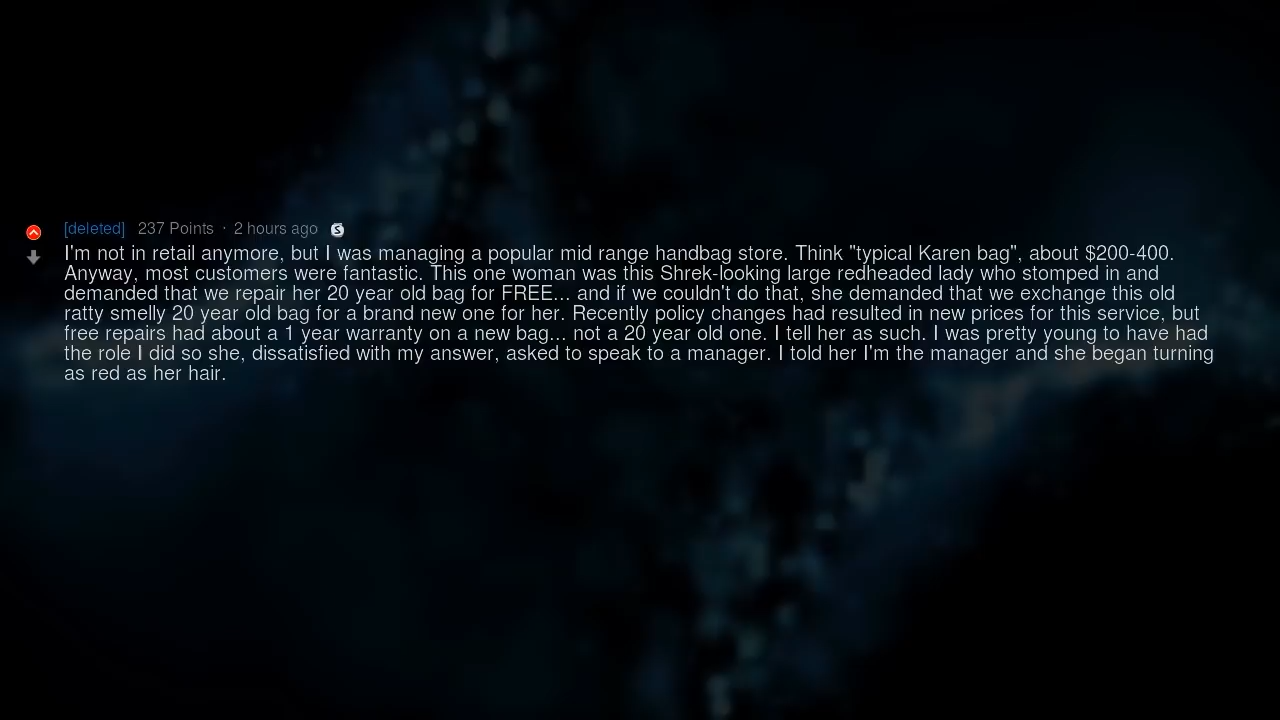 [deleted] 237 Points · 2 hours ago S
I'm not in retail anymore, but I was managing a popular mid range handbag store. Think "typical Karen bag", about $200-400.
Anyway, most customers were fantastic. This one woman was this Shrek-looking large redheaded lady who stomped in and
demanded that we repair her 20 year old bag for FREE... and if we couldn't do that, she demanded that we exchange this old
ratty smelly 20 year old bag for a brand new one for her. Recently policy changes had resulted in new prices for this service, but
free repairs had about a 1 year warranty on a new bag... not a 20 year old one. I tell her as such. I was pretty young to have had
the role I did so she, dissatisfied with my answer, asked to speak to a manager. I told her I'm the manager and she began turning
as red as her hair.